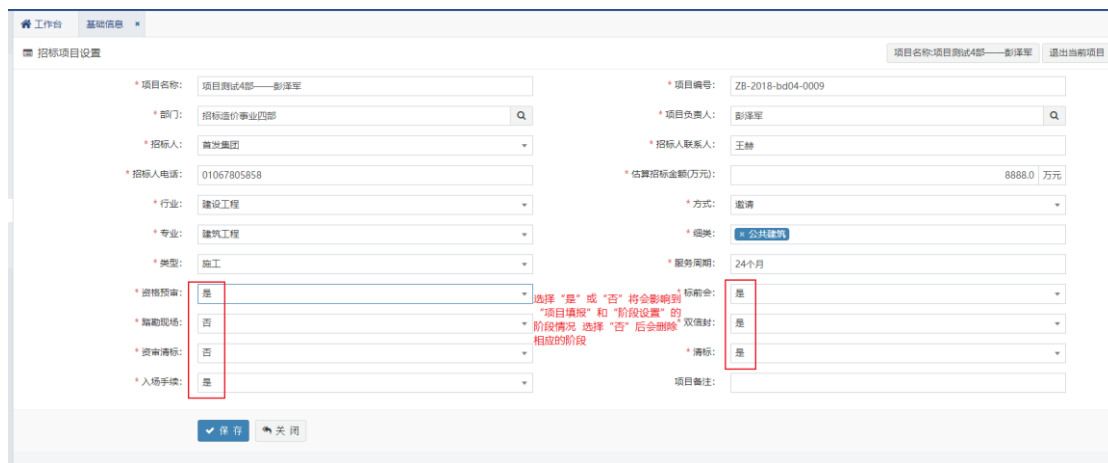 工作台 基础信息 ×
招标项目设置 项目名称:项目测试4部——彭泽军 退出当前项目
* 项目名称: 项目测试4部——彭泽军 * 项目编号: ZB-2018-bd04-0009
* 部门: 招标造价事业四部 * 项目负责人: 彭泽军
* 招标人: 首发集团 * 招标人联系人: 王赫
* 招标人电话: 01067805858 * 估算招标金额(万元): 8888.0 万元
* 行业: 建设工程 * 方式: 邀请
* 专业: 建筑工程 * 细类: × 公共建筑
* 类型: 施工 * 服务周期: 24个月
* 资格预审: 是 * 标前会: 是
* 踏勘现场: 否 * 双信封: 是
* 资审清标: 否 * 清标: 是
* 入场手续: 是 项目备注:
选择“是”或“否”将会影响到
“项目填报”和“阶段设置”的
阶段情况 选择“否”后会删除
相应的阶段
保 存 关 闭